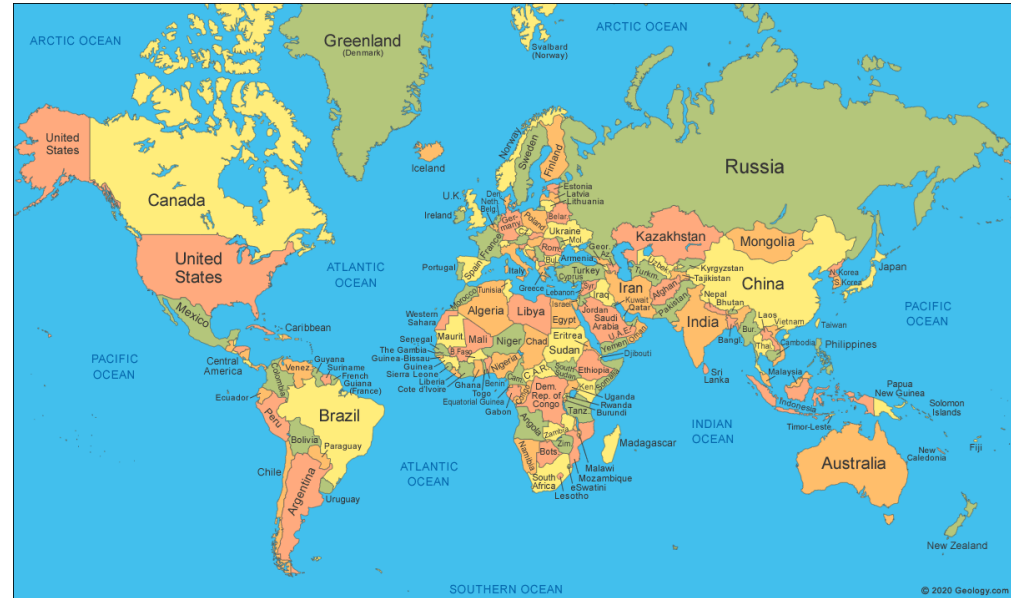 ARCTIC OCEAN
Greenland
(Denmark)
Svalbard
(Norway)
ARCTIC OCEAN
United
States
Canada
Iceland
Norway
Sweden
Finland
Russia
Estonia
Latvia
Lithuania
U.K.
Ireland
Den.
Neth.
Belg.
Ger-
many
Poland
Belar.
Ukraine
Mol.
France
Rom.
Bul.
Spain
Portugal
Italy
Greece
Turkey
Cyprus
Geor.
Armenia
Az.
Kazakhstan
Mongolia
Uzbek.
Turkm.
Kyrgyzstan
Tajikistan
China
N.Korea
S.Korea
Japan
United
States
ATLANTIC
OCEAN
PACIFIC
OCEAN
Mexico
Caribbean
Central
America
PACIFIC
OCEAN
Morocco
Tunisia
Algeria
Libya
Egypt
Lebanon
Israel
Syr.
Iraq
Jordan
Iran
Kuwait
Qatar
Saudi
Arabia
U.A.E.
Oman
Yemen
Afghan.
Pakistan
Nepal
Bhutan
India
Bangl.
Bur.
Laos
Vietnam
Thai.
Cambodia
Taiwan
Philippines
Western
Sahara
Maurit.
Mali
Niger
Chad
Sudan
Eritrea
Djibouti
Senegal
The Gambia
Guinea-Bissau
Guinea
Sierra Leone
Liberia
Cote d'Ivoire
B.Faso
Ghana
Togo
Benin
Nigeria
Cam.
Equatorial Guinea
Gabon
Congo
C.A.R.
South
Sudan
Ethiopia
Somalia
Ken.
Uganda
Rwanda
Burundi
Dem.
Rep. of
Congo
Tanz.
Sri
Lanka
Malaysia
Indonesia
Timor-Leste
Papua
New Guinea
Solomon
Islands
Guyana
Suriname
French
Guiana
(France)
Venez.
Colombia
Ecuador
Peru
Brazil
Bolivia
Paraguay
Chile
Argentina
Uruguay
ATLANTIC
OCEAN
Angola
Zambia
Zim.
Namibia
Bots.
South
Africa
Lesotho
eSwatini
Mozambique
Malawi
Madagascar
INDIAN
OCEAN
Australia
New
Caledonia
Fiji
New Zealand
SOUTHERN OCEAN
© 2020 Geology.com